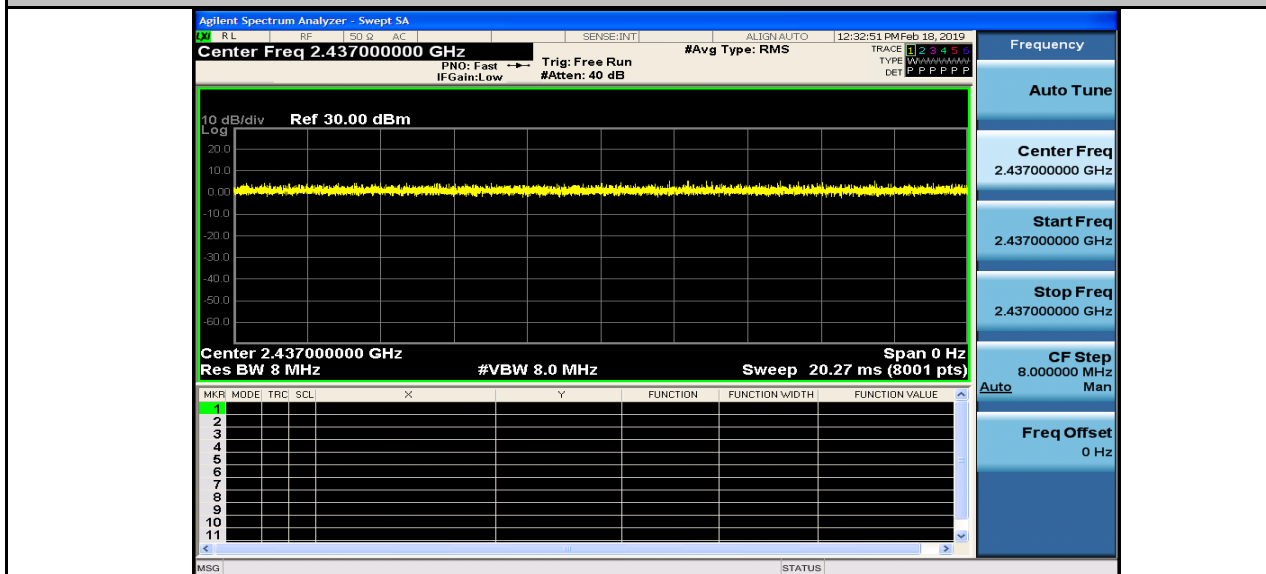 Agilent Spectrum Analyzer - Swept SA
LXI RL RF 50 Ω AC SENSE:INT ALIGN AUTO 12:32:51 PM Feb 18, 2019
Center Freq 2.437000000 GHz
PNO: Fast
IFGain:Low
Trig: Free Run
#Atten: 40 dB
#Avg Type: RMS
TRACE 1 2 3 4 5 6
TYPE
DET P P P P P P
10 dB/div Ref 30.00 dBm
Log
20.0
10.0
0.00
-10.0
-20.0
-30.0
-40.0
-50.0
-60.0
Center 2.437000000 GHz Span 0 Hz
Res BW 8 MHz #VBW 8.0 MHz Sweep 20.27 ms (8001 pts)
MKR MODE TRC SCL X Y FUNCTION FUNCTION WIDTH FUNCTION VALUE
1
2
3
4
5
6
7
8
9
10
11
MSG STATUS
Frequency
Auto Tune
Center Freq
2.437000000 GHz
Start Freq
2.437000000 GHz
Stop Freq
2.437000000 GHz
CF Step
8.000000 MHz
Auto Man
Freq Offset
0 Hz